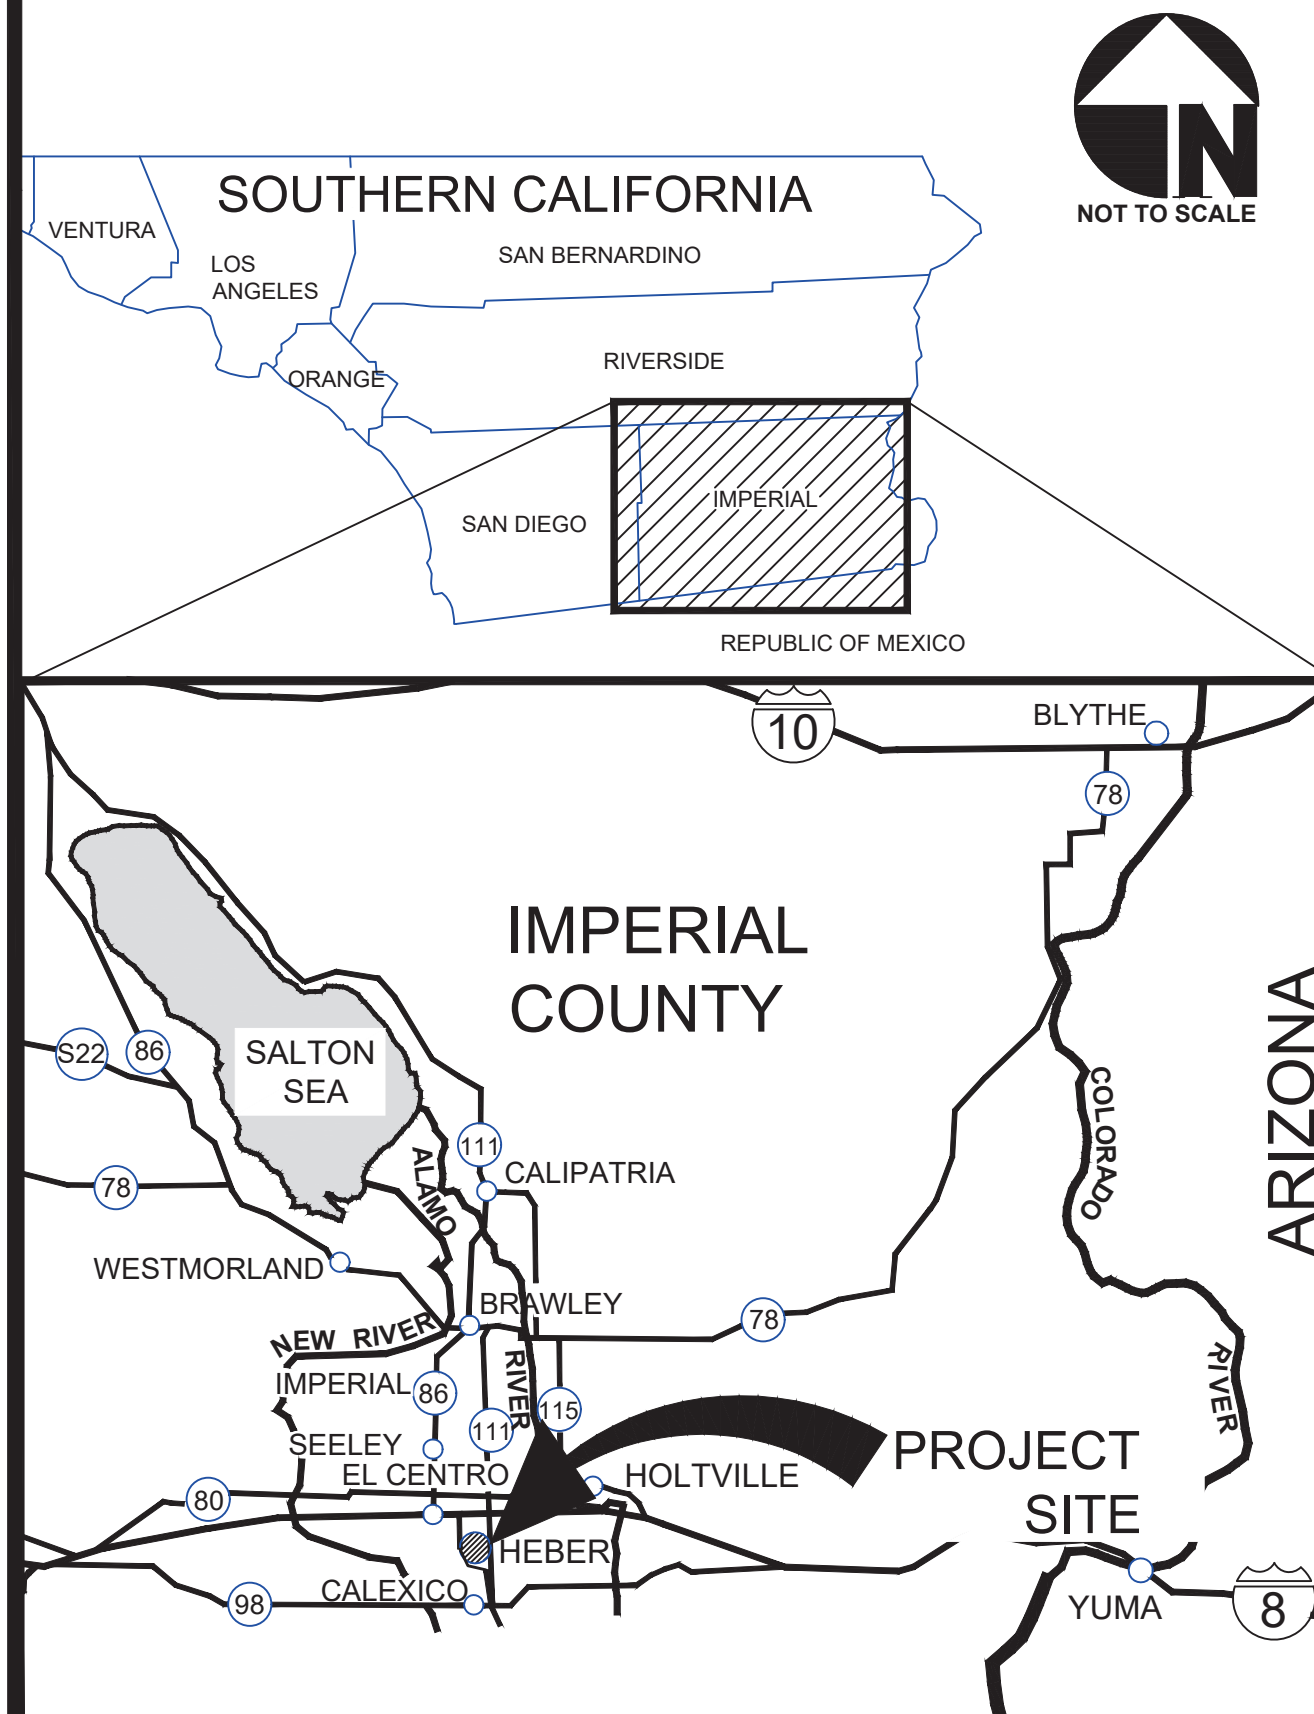 N
NOT TO SCALE
SOUTHERN CALIFORNIA
VENTURA
LOS
ANGELES
SAN BERNARDINO
ORANGE
RIVERSIDE
SAN DIEGO
IMPERIAL
REPUBLIC OF MEXICO
10
BLYTHE
78
IMPERIAL
COUNTY
ARIZONA
S22
86
SALTON
SEA
COLORADO
RIVER
111
ALAMO
RIVER
CALIPATRIA
78
WESTMORLAND
BRAWLEY
78
NEW RIVER
IMPERIAL
86
111
115
SEELEY
EL CENTRO
HOLTVILLE
PROJECT
SITE
80
HEBER
CALEXICO
98
YUMA
8